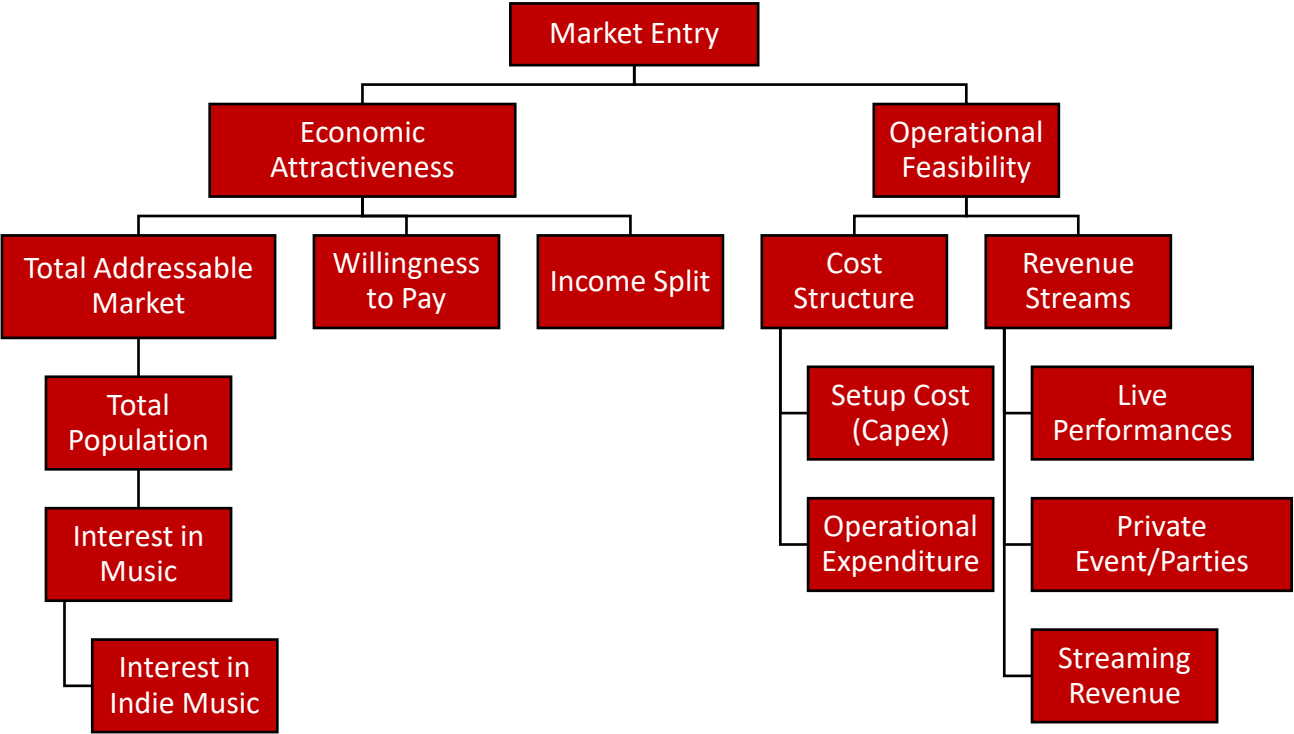 Market Entry
Economic
Attractiveness
Operational
Feasibility
Total Addressable
Market
Willingness
to Pay
Income Split
Cost
Structure
Revenue
Streams
Total
Population
Interest in
Music
Interest in
Indie Music
Setup Cost
(Capex)
Operational
Expenditure
Live
Performances
Private
Event/Parties
Streaming
Revenue